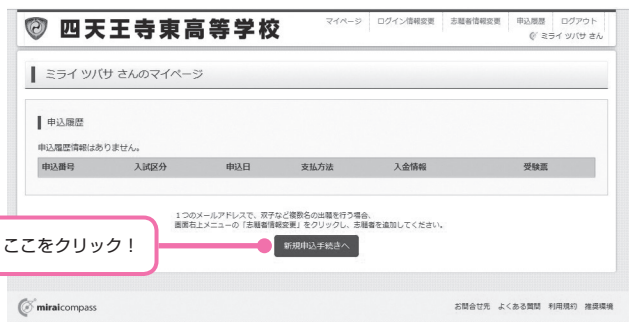 四天王寺東高等学校
マイページ ログイン情報変更 志願者情報変更 申込履歴 ログアウト
ミライ ツバサ さん
ミライ ツバサ さんのマイページ
申込履歴
申込履歴情報はありません。
申込番号 入試区分 申込日 支払方法 入金情報 受験票
1つのメールアドレスで、双子など複数名の出願を行う場合、
画面右上メニューの「志願者情報変更」をクリックし、志願者を追加してください。
ここをクリック！
新規申込手続きへ
miraicompass
お問合せ先 よくある質問 利用規約 推奨環境